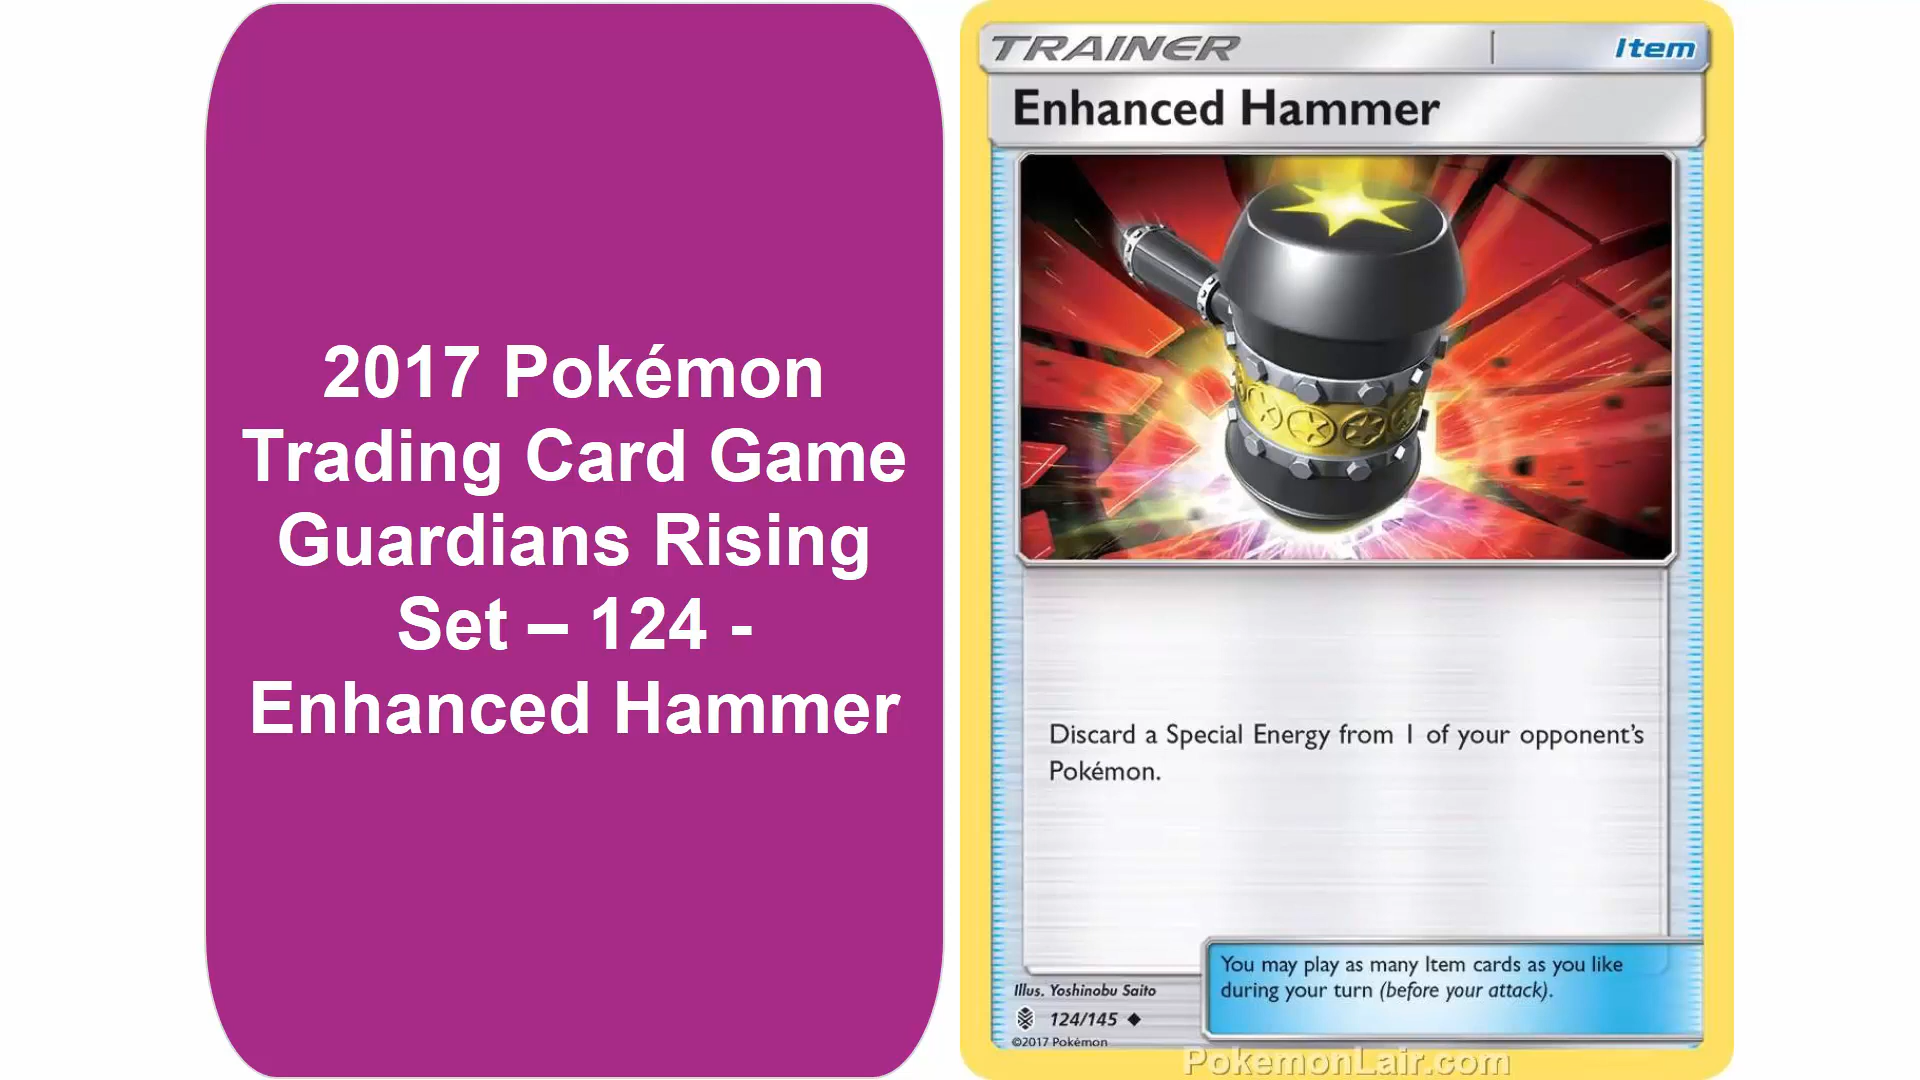 2017 Pokémon
Trading Card Game
Guardians Rising
Set – 124 -
Enhanced Hammer
TRAINER
Item
Enhanced Hammer
Discard a Special Energy from 1 of your opponent's
Pokémon.
You may play as many Item cards as you like
during your turn (before your attack).
Illus. Yoshinobu Saito
124/145
©2017 Pokémon
PokemonLair.com